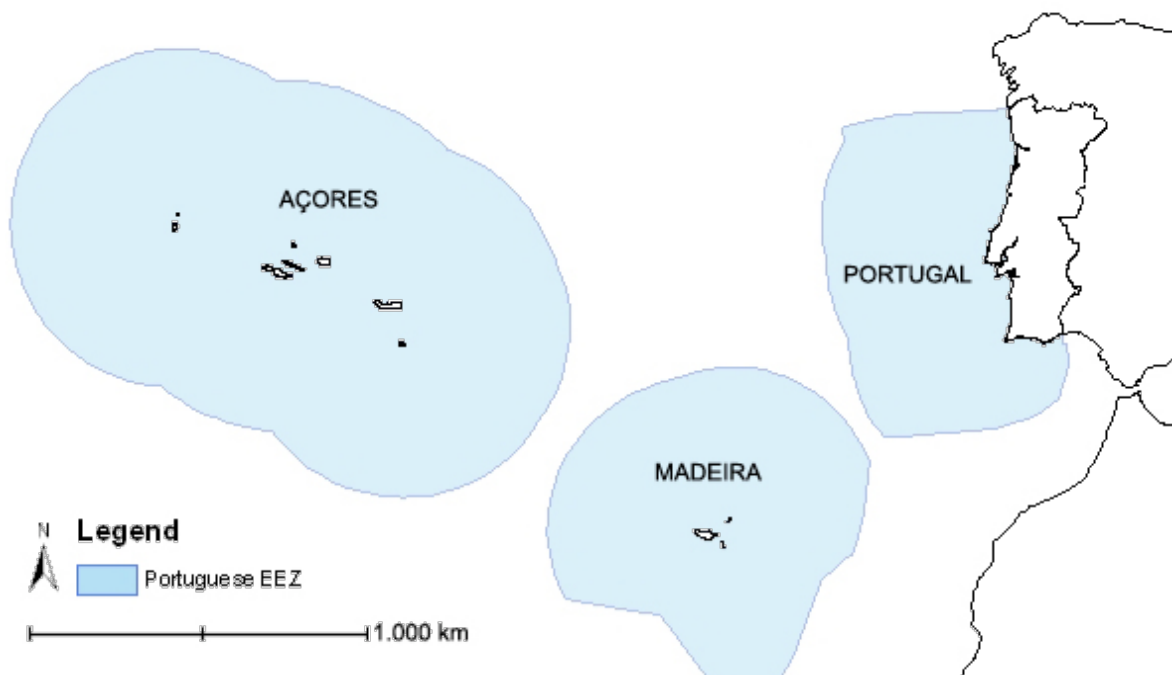 AÇORES
PORTUGAL
MADEIRA
N
Legend
Portuguese EEZ
1.000 km